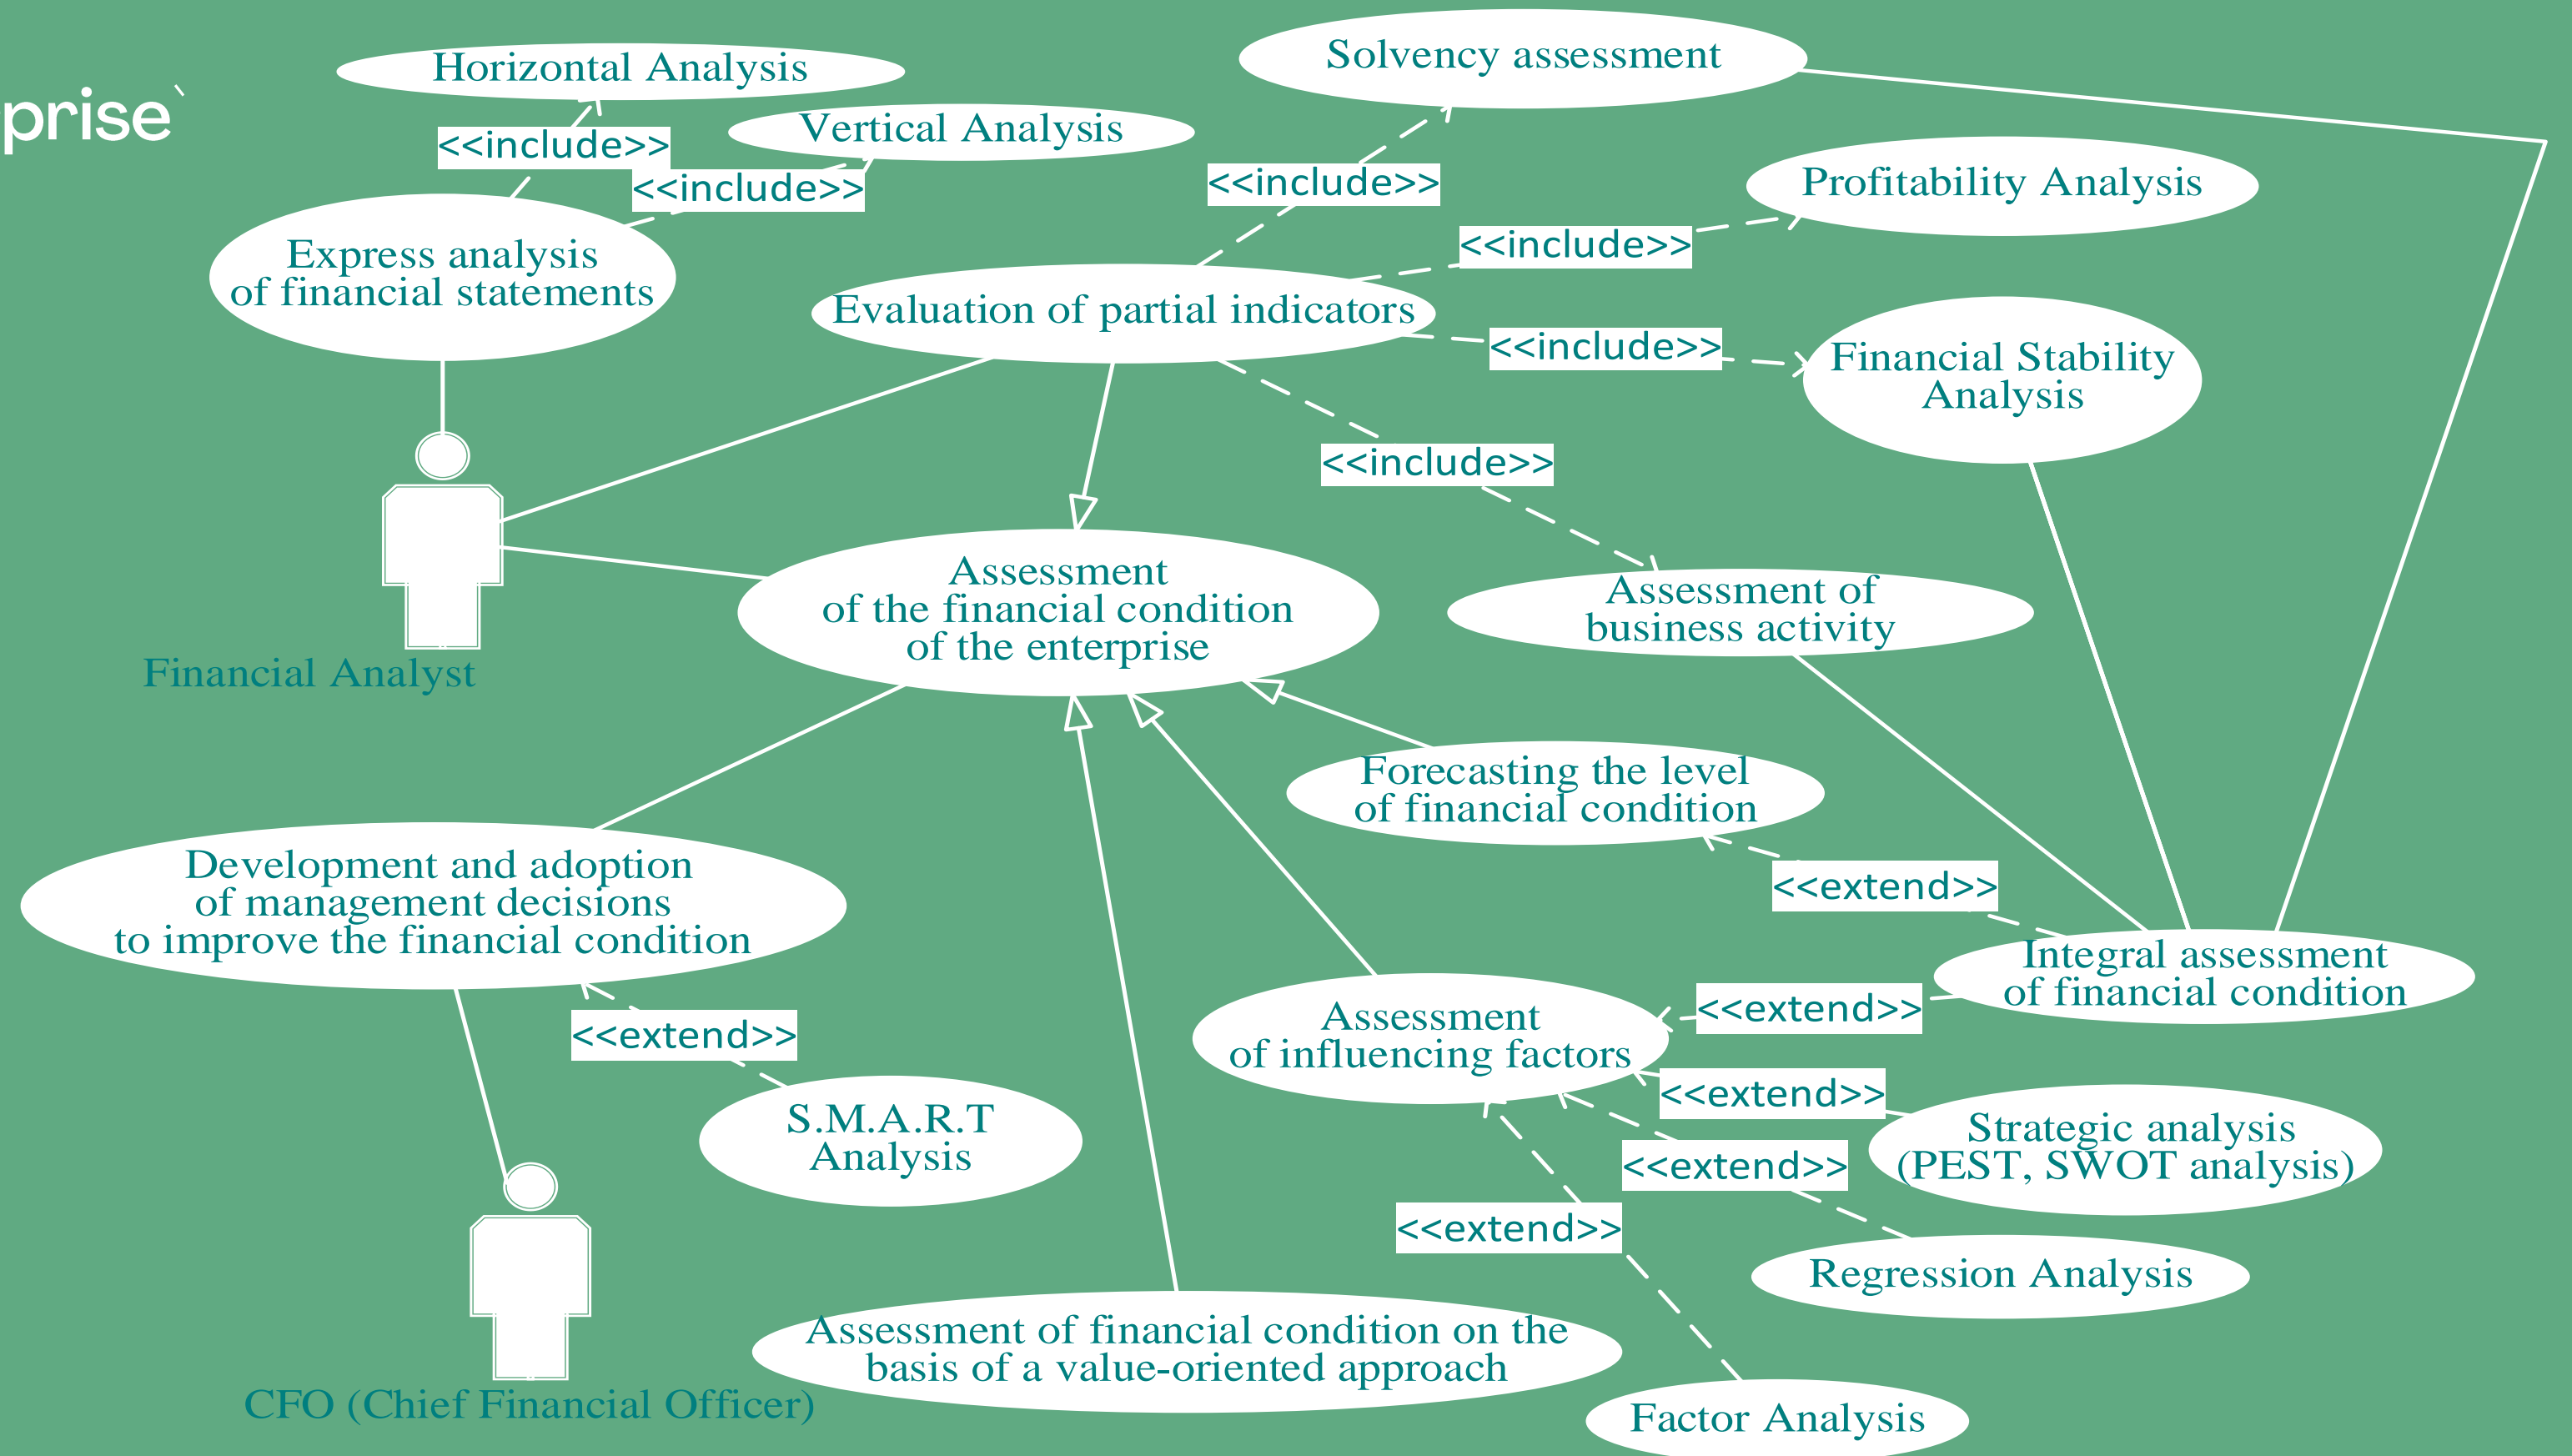 prise`
Horizontal Analysis
<<include>>
Vertical Analysis
<<include>>
Express analysis
of financial statements
Solvency assessment
<<include>>
Profitability Analysis
<<include>>
Evaluation of partial indicators
<<include>>
Financial Stability
Analysis
<<include>>
Financial Analyst
Assessment
of the financial condition
of the enterprise
Assessment of
business activity
Forecasting the level
of financial condition
<<extend>>
Development and adoption
of management decisions
to improve the financial condition
<<extend>>
S.M.A.R.T
Analysis
Integral assessment
of financial condition
<<extend>>
Assessment
of influencing factors
<<extend>>
Strategic analysis
(PEST, SWOT analysis)
<<extend>>
Regression Analysis
<<extend>>
Assessment of financial condition on the
basis of a value-oriented approach
Factor Analysis
CFO (Chief Financial Officer)